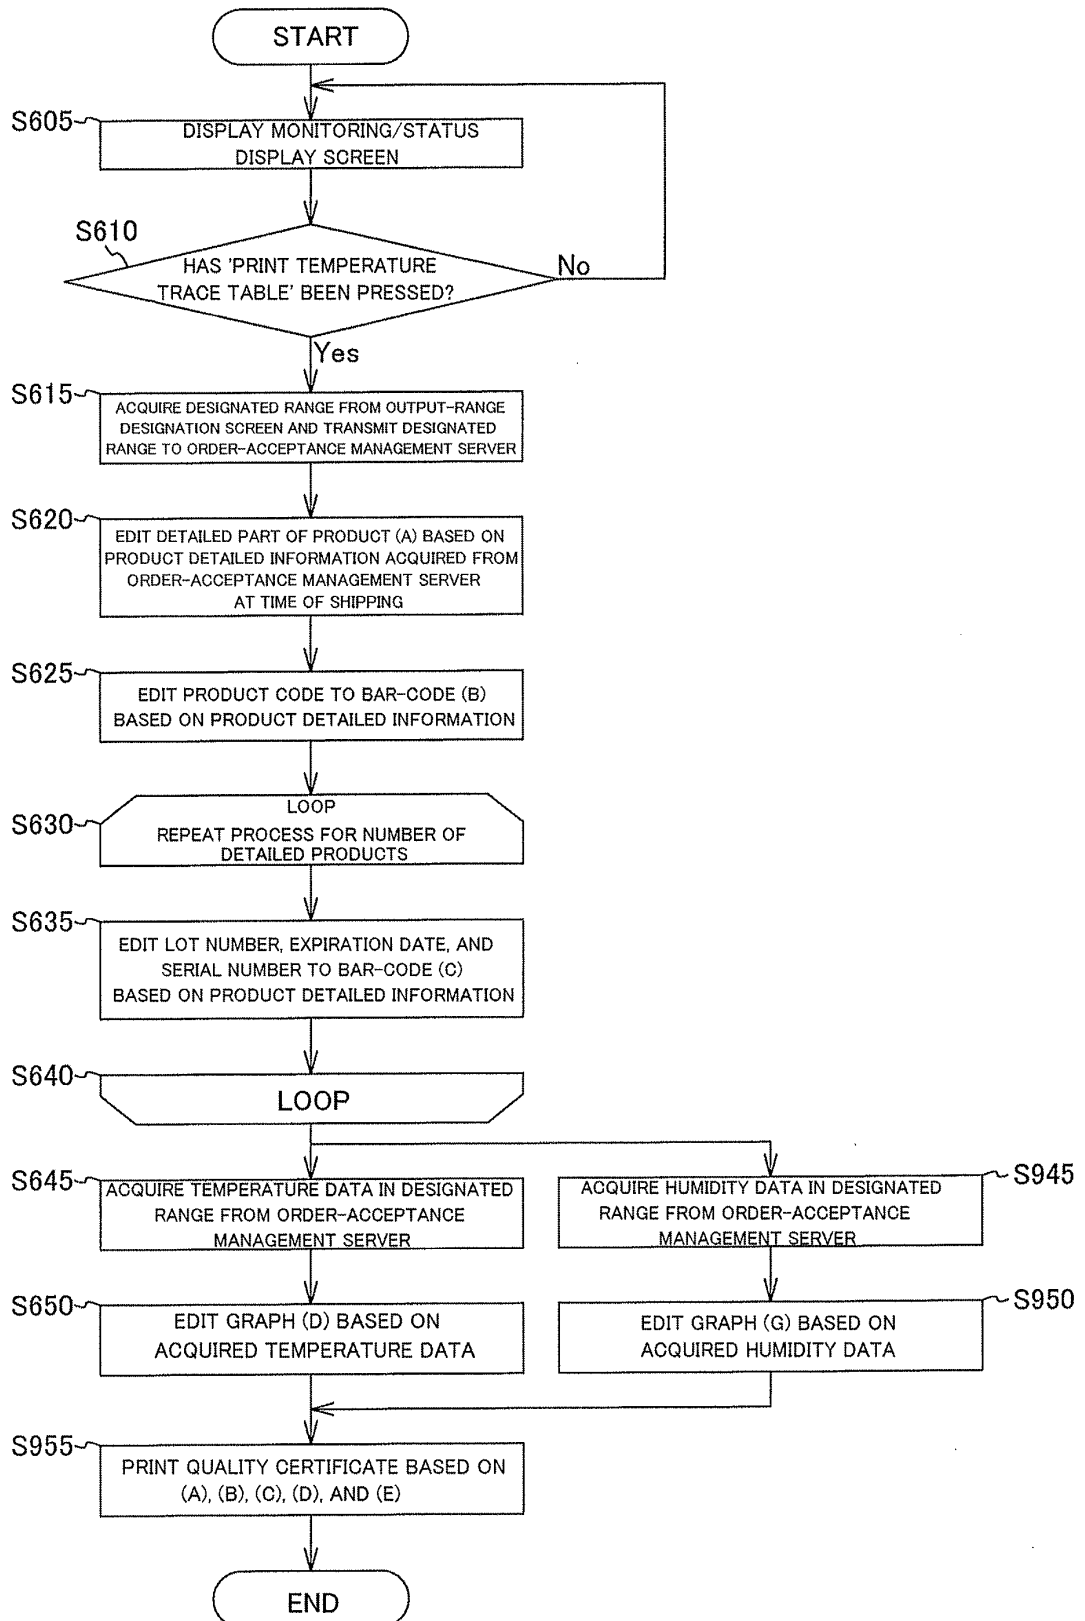 START
S605
DISPLAY MONITORING/STATUS
DISPLAY SCREEN
S610
HAS 'PRINT TEMPERATURE
TRACE TABLE' BEEN PRESSED?
No
Yes
S615
ACQUIRE DESIGNATED RANGE FROM OUTPUT-RANGE
DESIGNATION SCREEN AND TRANSMIT DESIGNATED
RANGE TO ORDER-ACCEPTANCE MANAGEMENT SERVER
S620
EDIT DETAILED PART OF PRODUCT (A) BASED ON
PRODUCT DETAILED INFORMATION ACQUIRED FROM
ORDER-ACCEPTANCE MANAGEMENT SERVER
AT TIME OF SHIPPING
S625
EDIT PRODUCT CODE TO BAR-CODE (B)
BASED ON PRODUCT DETAILED INFORMATION
S630
LOOP
REPEAT PROCESS FOR NUMBER OF
DETAILED PRODUCTS
S635
EDIT LOT NUMBER, EXPIRATION DATE, AND
SERIAL NUMBER TO BAR-CODE (C)
BASED ON PRODUCT DETAILED INFORMATION
S640
LOOP
S645
ACQUIRE TEMPERATURE DATA IN DESIGNATED
RANGE FROM ORDER-ACCEPTANCE
MANAGEMENT SERVER
S945
ACQUIRE HUMIDITY DATA IN DESIGNATED
RANGE FROM ORDER-ACCEPTANCE
MANAGEMENT SERVER
S650
EDIT GRAPH (D) BASED ON
ACQUIRED TEMPERATURE DATA
S950
EDIT GRAPH (G) BASED ON
ACQUIRED HUMIDITY DATA
S955
PRINT QUALITY CERTIFICATE BASED ON
(A), (B), (C), (D), AND (E)
END